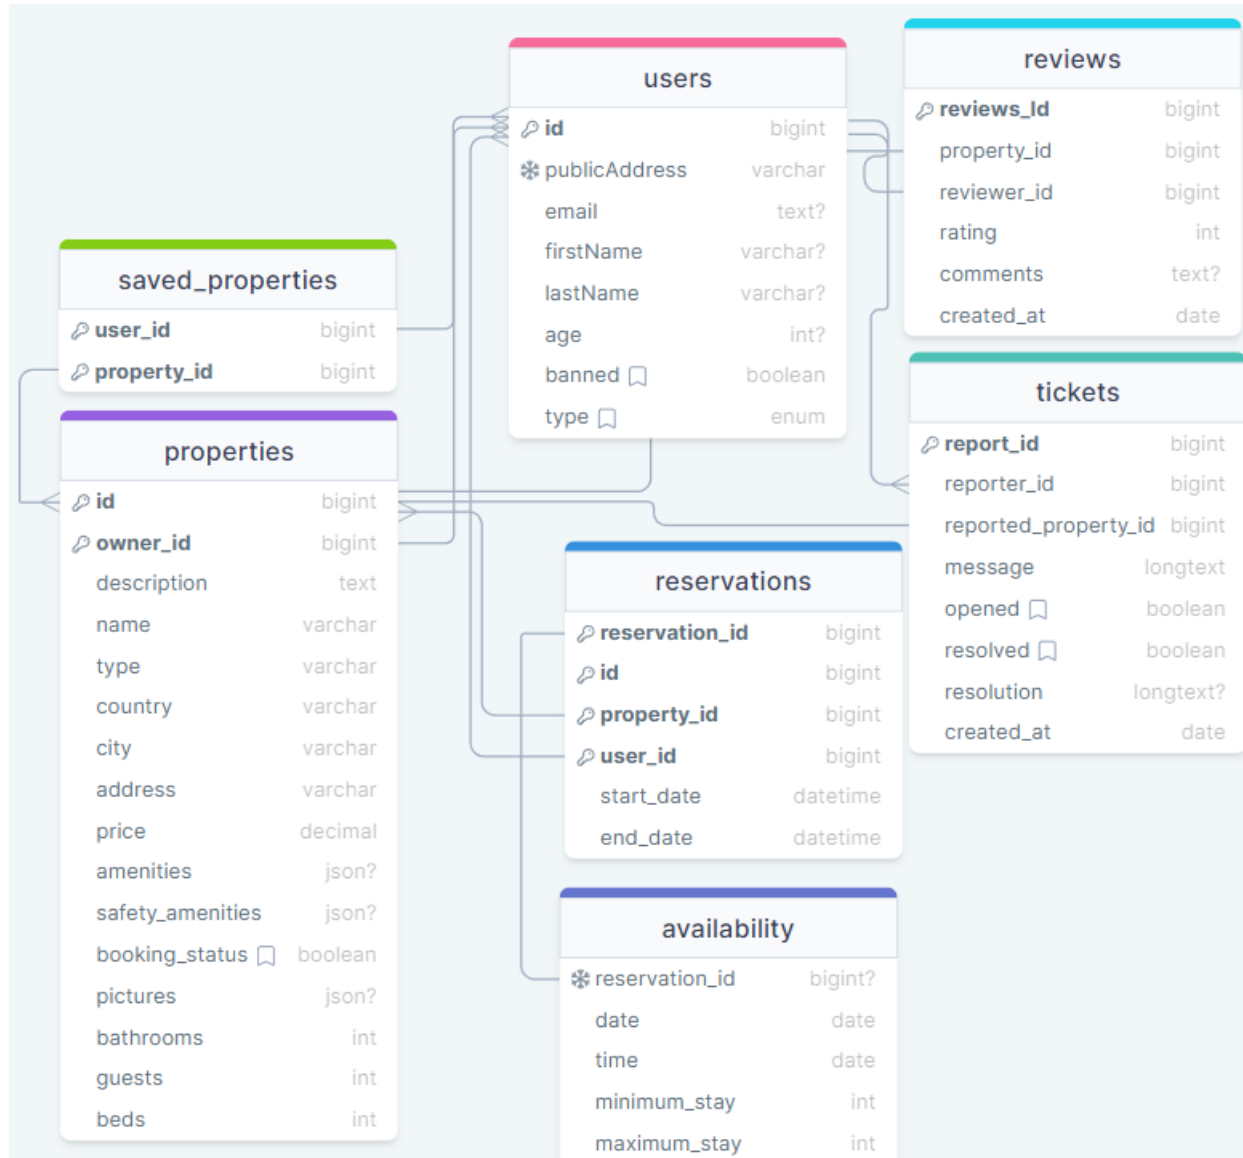 users
id bigint
publicAddress varchar
email text?
firstName varchar?
lastName varchar?
age int?
banned boolean
type enum
reviews
reviews_Id bigint
property_id bigint
reviewer_id bigint
rating int
comments text?
created_at date
saved_properties
user_id bigint
property_id bigint
tickets
report_id bigint
reporter_id bigint
reported_property_id bigint
message longtext
opened boolean
resolved boolean
resolution longtext?
created_at date
properties
id bigint
owner_id bigint
description text
name varchar
type varchar
country varchar
city varchar
address varchar
price decimal
amenities json?
safety_amenities json?
booking_status boolean
pictures json?
bathrooms int
guests int
beds int
reservations
reservation_id bigint
id bigint
property_id bigint
user_id bigint
start_date datetime
end_date datetime
availability
reservation_id bigint?
date date
time date
minimum_stay int
maximum_stay int